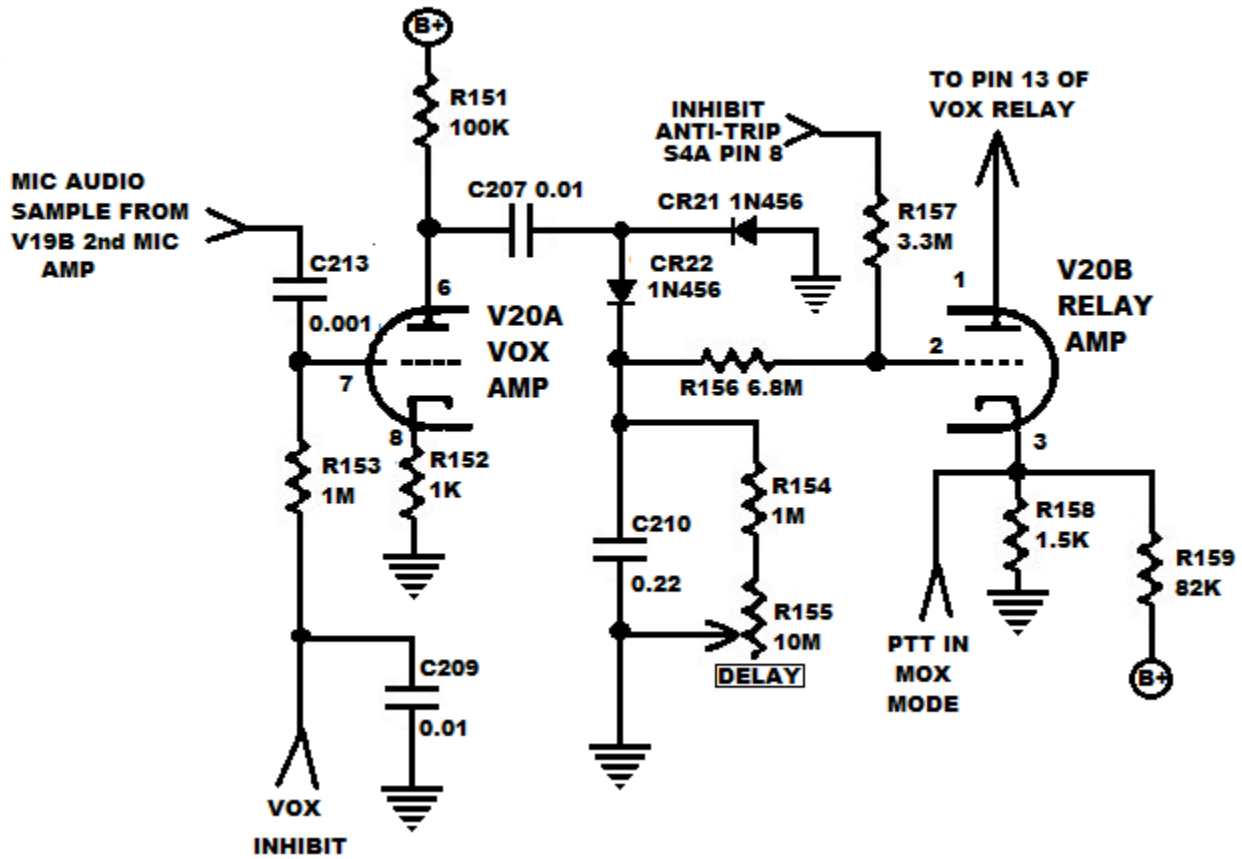 B+
R151
100K
TO PIN 13 OF
VOX RELAY
INHIBIT
ANTI-TRIP
S4A PIN 8
MIC AUDIO
SAMPLE FROM
V19B 2nd MIC
AMP
C207 0.01
CR21 1N456
R157
3.3M
C213
0.001
CR22
1N456
6
7
8
V20A
VOX
AMP
1
2
3
V20B
RELAY
AMP
R156 6.8M
R153
1M
R152
1K
R154
1M
C210
0.22
R155
10M
DELAY
R158
1.5K
R159
82K
PTT IN
MOX
MODE
B+
C209
0.01
VOX
INHIBIT